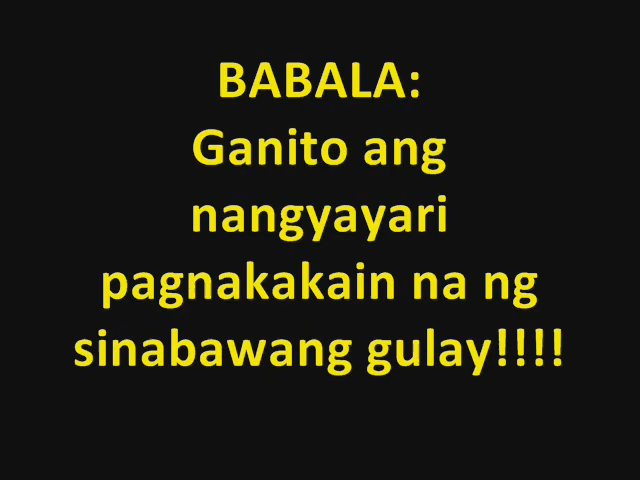 BABALA:
Ganito ang
nangyayari
pagnakakain na ng
sinabawang gulay!!!!